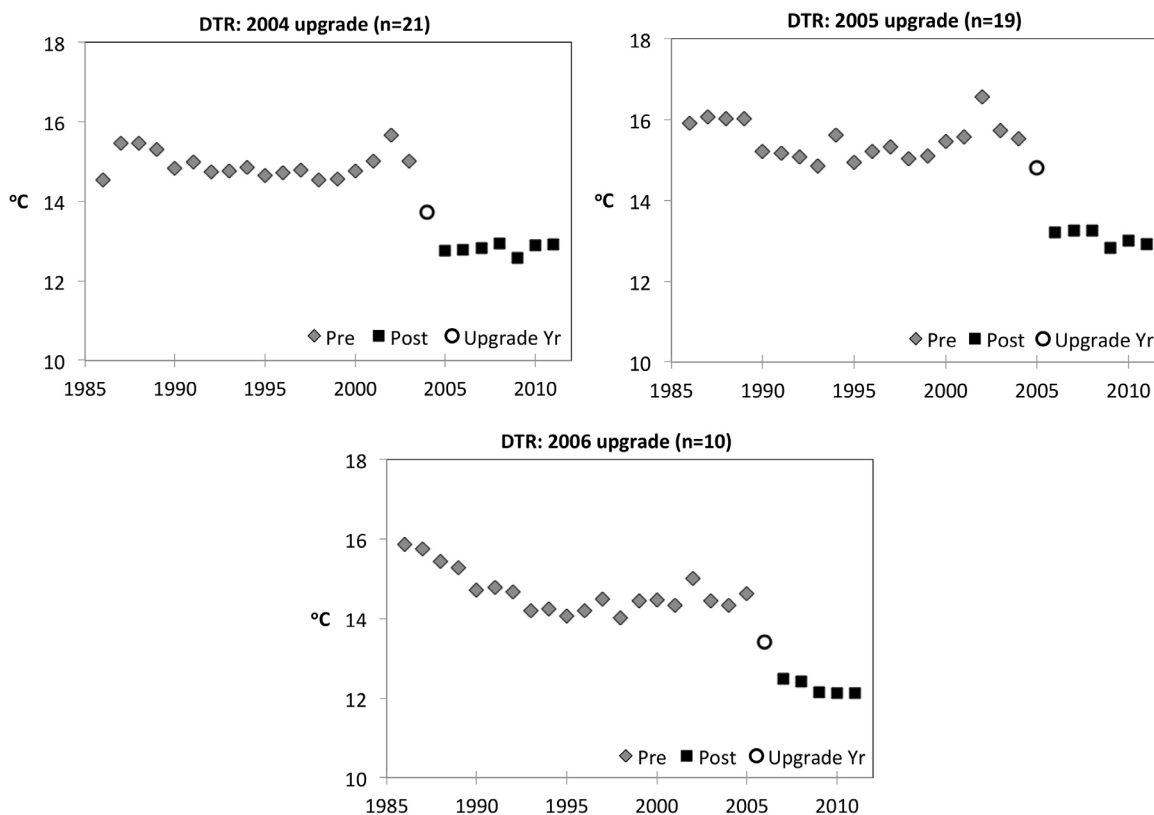 DTR: 2004 upgrade (n=21)
18
16
14
12
10
°C
Pre Post Upgrade Yr
1985 1990 1995 2000 2005 2010
DTR: 2005 upgrade (n=19)
18
16
14
12
10
°C
Pre Post Upgrade Yr
1985 1990 1995 2000 2005 2010
DTR: 2006 upgrade (n=10)
18
16
14
12
10
°C
Pre Post Upgrade Yr
1985 1990 1995 2000 2005 2010